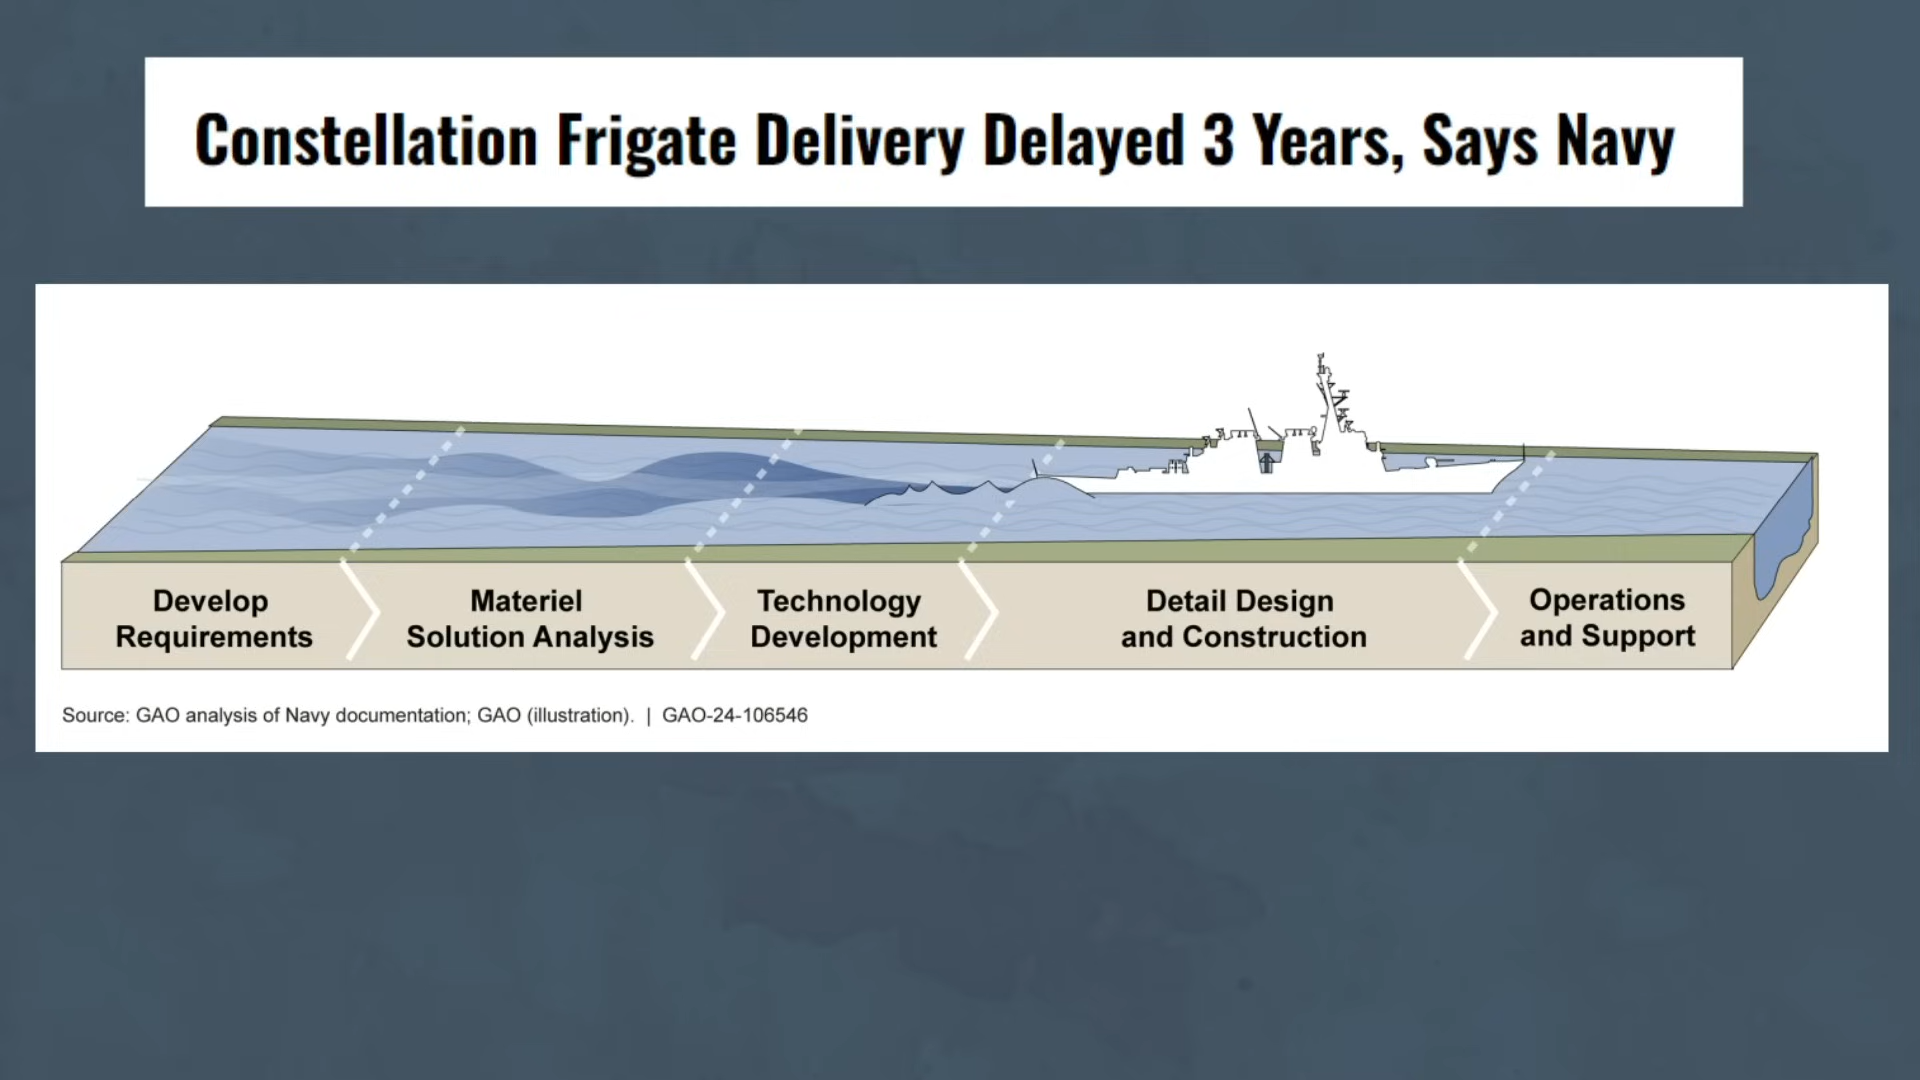 Constellation Frigate Delivery Delayed 3 Years, Says Navy
Develop
Requirements
Materiel
Solution Analysis
Technology
Development
Detail Design
and Construction
Operations
and Support
Source: GAO analysis of Navy documentation; GAO (illustration). | GAO-24-106546